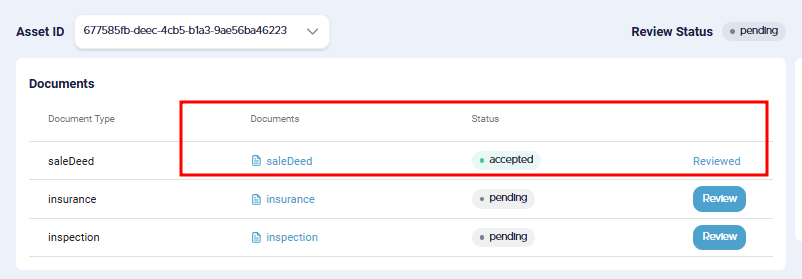 Asset ID 677585fb-deec-4cb5-b1a3-9ae56ba46223 Review Status pending
Documents
Document Type Documents Status
saleDeed saleDeed accepted Reviewed
insurance insurance pending Review
inspection inspection pending Review